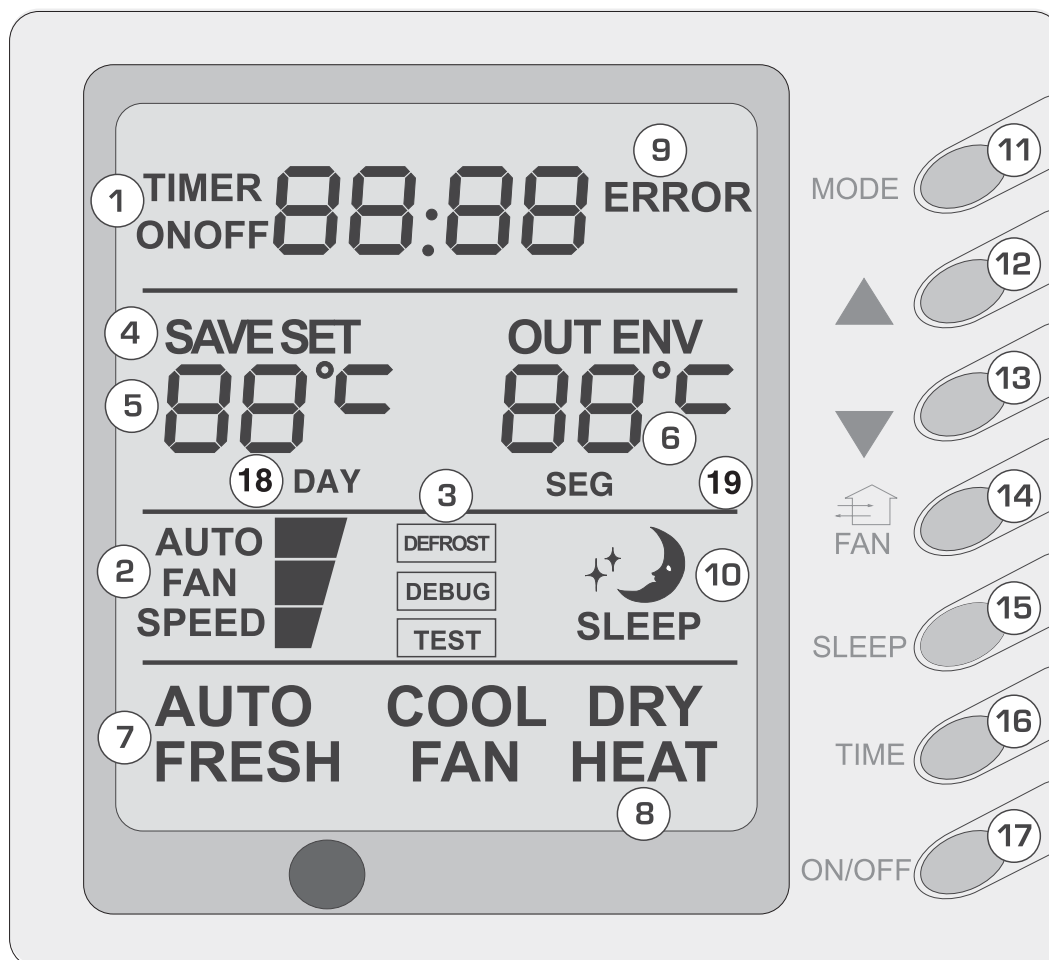 9
1 TIMER 88:88 ERROR
ONOFF
4 SAVE SET OUT ENV
5 88°C 88°C
6
18 DAY 3 SEG 19
AUTO DEFROST
2 FAN DEBUG 10
SPEED TEST SLEEP
AUTO COOL DRY
7 FRESH FAN HEAT
8
MODE 11
12
13
14
FAN
SLEEP 15
TIME 16
ON/OFF 17